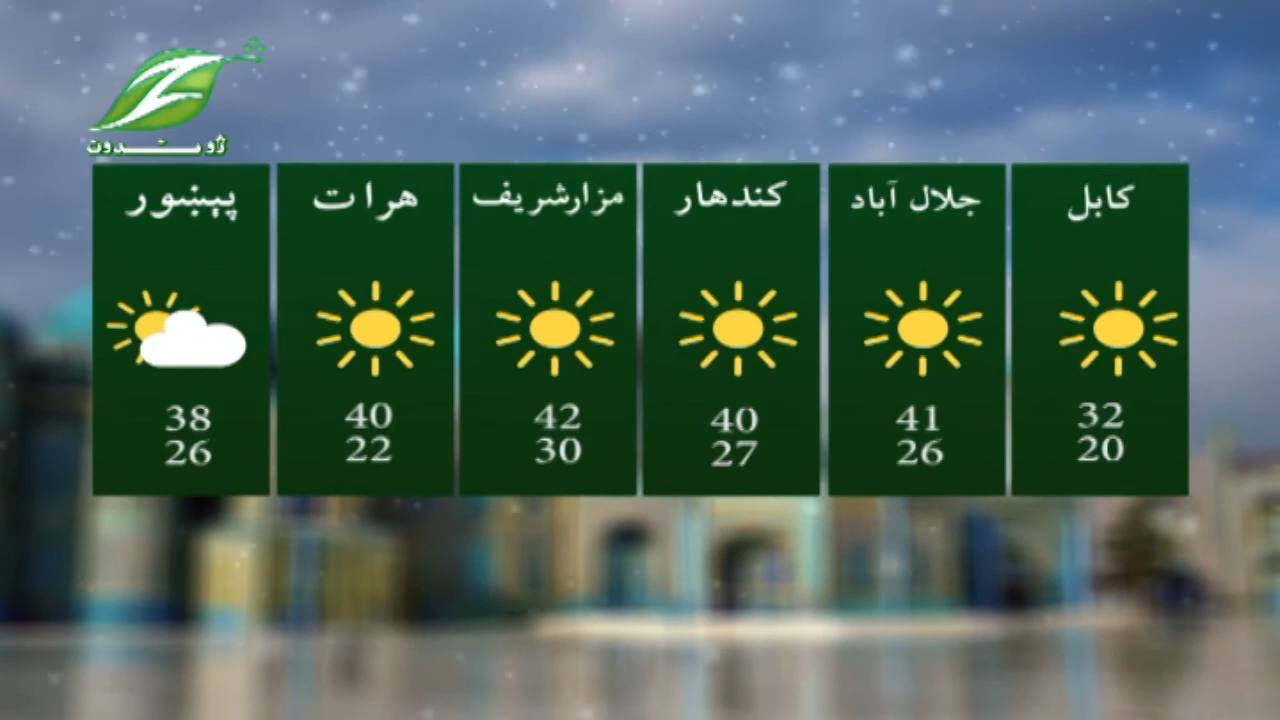 ژوندون
کابل
32
20
جلال آباد
41
26
کندهار
40
27
مزارشریف
42
30
هرات
40
22
پېښور
38
26